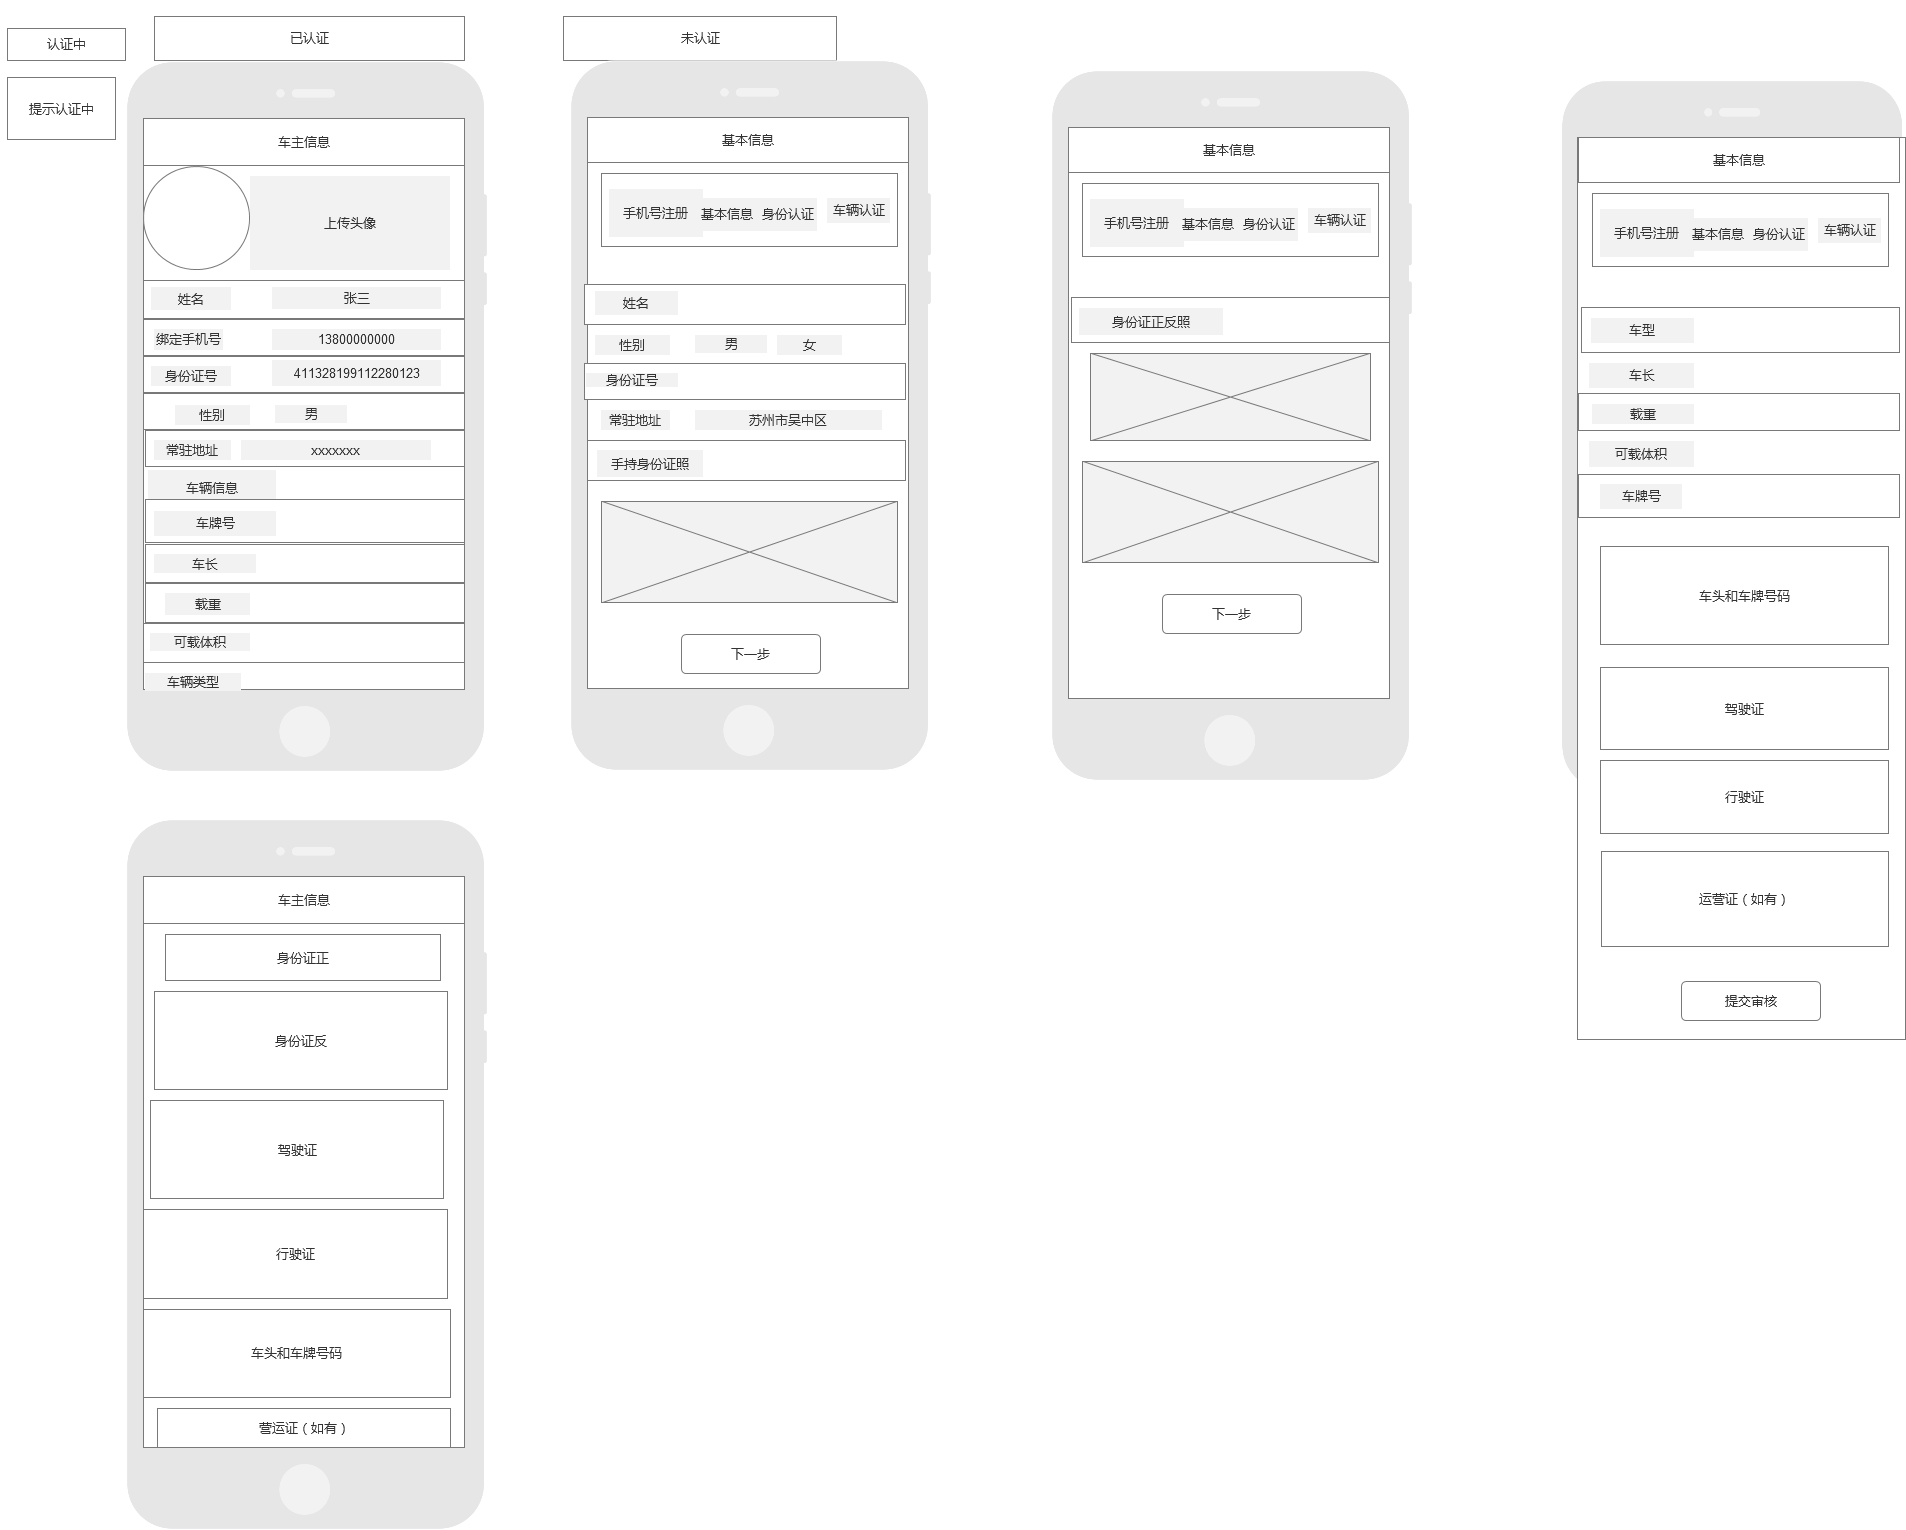 认证中
提示认证中
已认证
车主信息
上传头像
姓名 张三
绑定手机号 13800000000
身份证号 411328199112280123
性别 男
常驻地址 xxxxxxx
车辆信息
车牌号
车长
载重
可载体积
车辆类型
未认证
基本信息
手机号注册 基本信息 身份认证 车辆认证
姓名
性别 男 女
身份证号
常驻地址 苏州市吴中区
手持身份证照
下一步
基本信息
手机号注册 基本信息 身份认证 车辆认证
身份证正反照
下一步
基本信息
手机号注册 基本信息 身份认证 车辆认证
车型
车长
载重
可载体积
车牌号
车头和车牌号码
驾驶证
行驶证
运营证（如有）
提交审核
车主信息
身份证正
身份证反
驾驶证
行驶证
车头和车牌号码
营运证（如有）